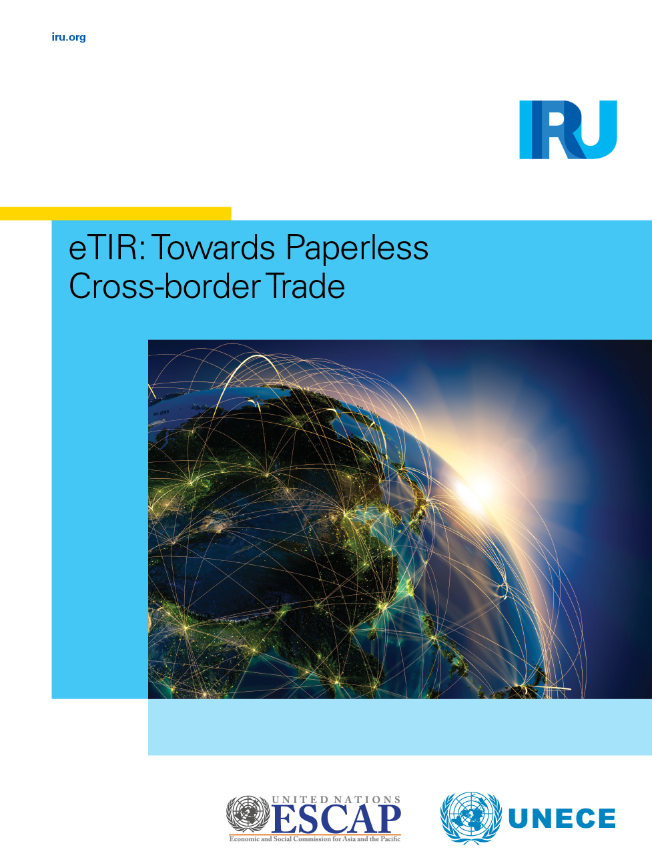 iru.org
IRU
eTIR: Towards Paperless
Cross-border Trade
UNITED NATIONS
ESCAP
Economic and Social Commission for Asia and the Pacific
UNECE